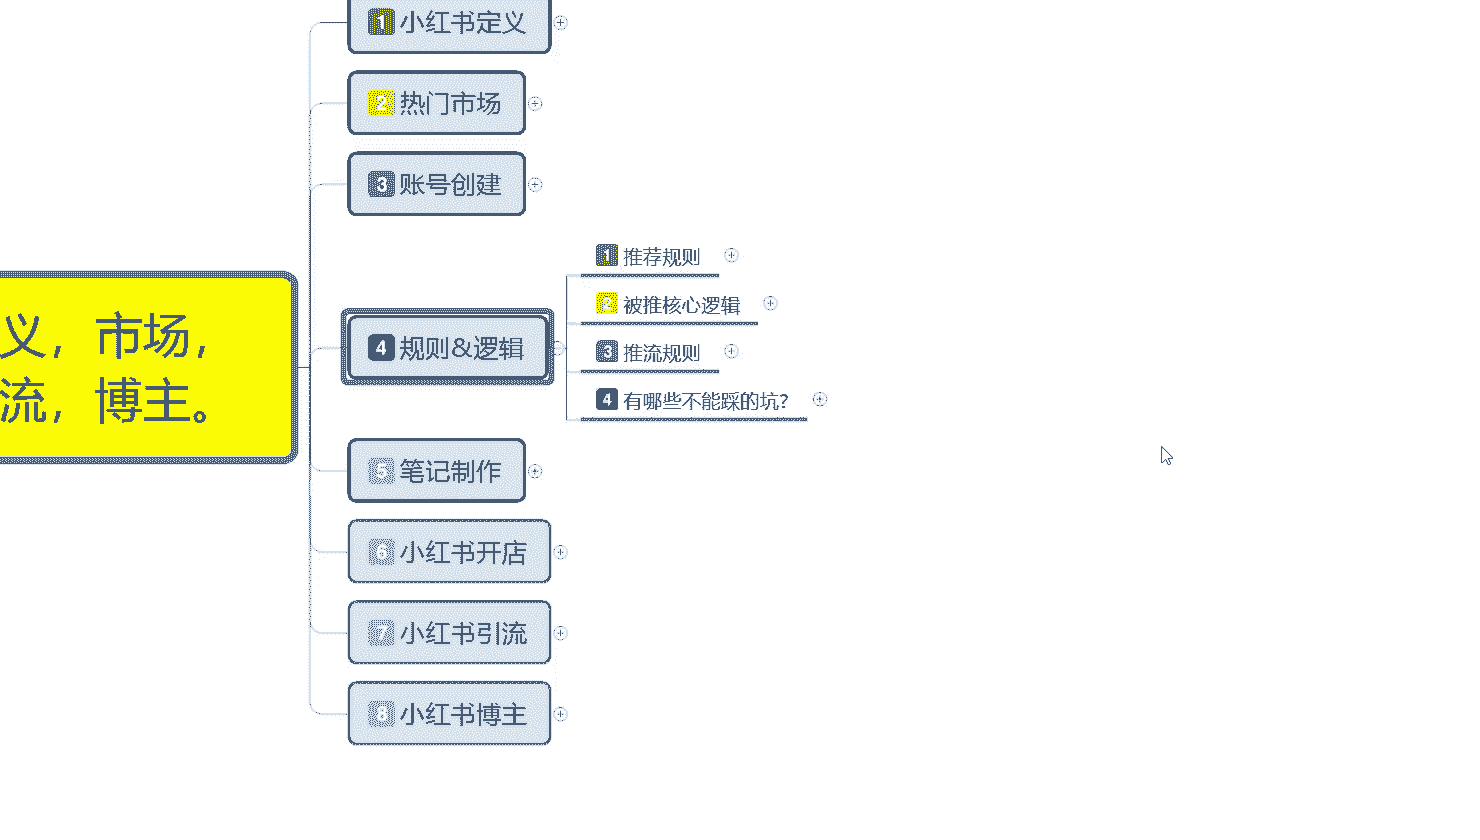 义，市场，
流，博主。
1 小红书定义
2 热门市场
3 账号创建
4 规则&逻辑
1 推荐规则
2 被推核心逻辑
3 推流规则
4 有哪些不能踩的坑？
5 笔记制作
6 小红书开店
7 小红书引流
8 小红书博主